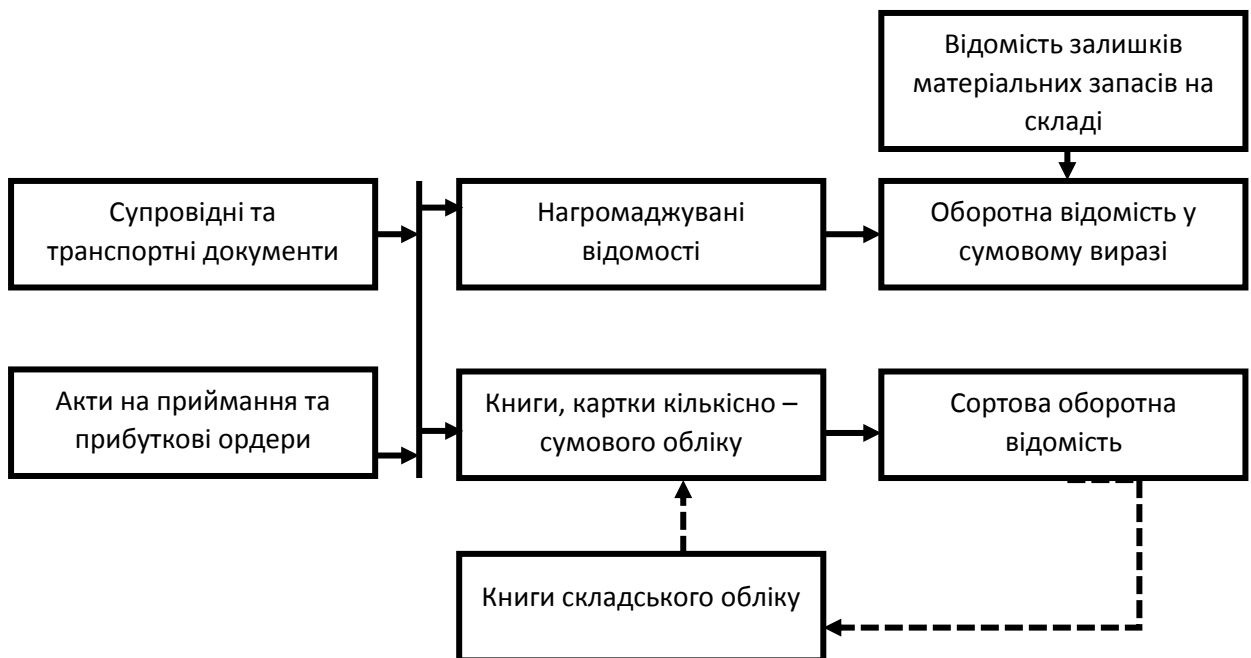 Відомість залишків
матеріальних запасів на
складі
Супровідні та
транспортні документи
Нагромаджувані
відомості
Оборотна відомість у
сумовому виразі
Акти на приймання та
прибуткові ордери
Книги, картки кількісно –
сумового обліку
Сортова оборотна
відомість
Книги складського обліку